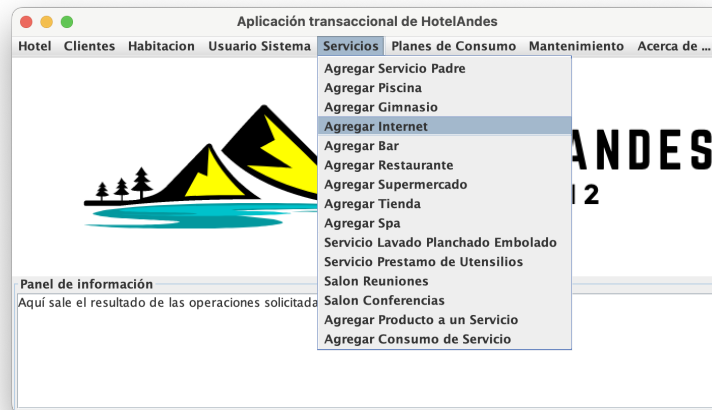 Aplicación transaccional de HotelAndes
Hotel Clientes Habitacion Usuario Sistema Servicios Planes de Consumo Mantenimiento Acerca de ...
Agregar Servicio Padre
Agregar Piscina
Agregar Gimnasio
Agregar Internet
Agregar Bar
Agregar Restaurante
Agregar Supermercado
Agregar Tienda
Agregar Spa
Servicio Lavado Planchado Embolado
Servicio Prestamo de Utensilios
Salon Reuniones
Salon Conferencias
Agregar Producto a un Servicio
Agregar Consumo de Servicio
ANDES
12
Panel de información
Aquí sale el resultado de las operaciones solicitada